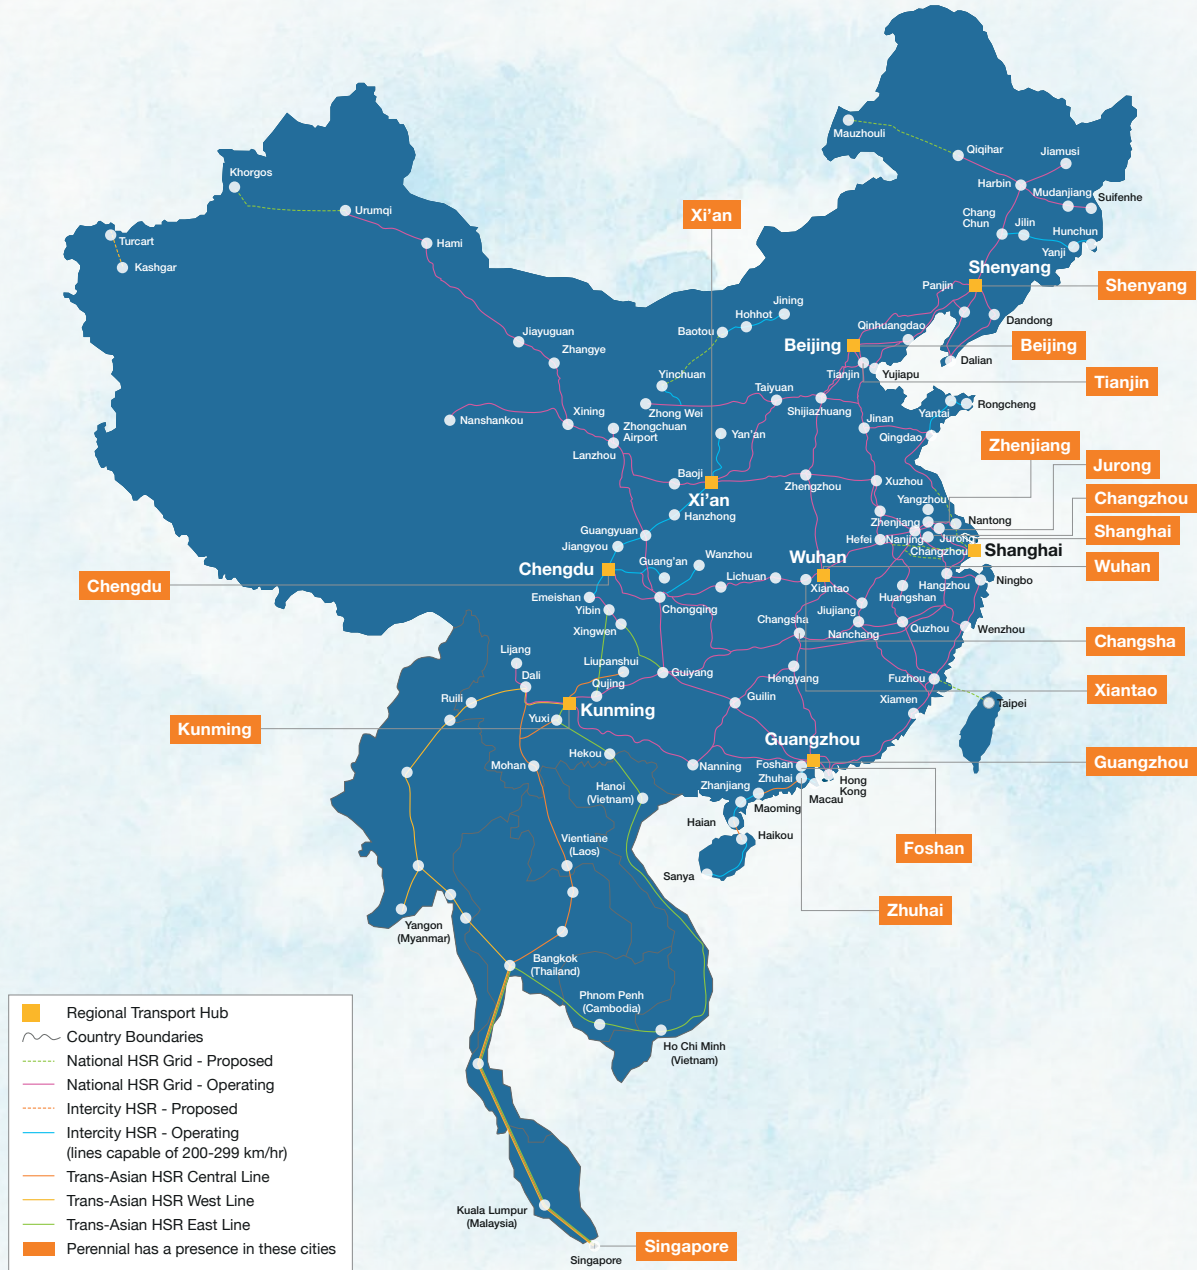 Mauzhouli
Qiqihar
Jiamusi
Khorgos
Harbin
Mudanjiang
Suifenhe
Urumqi
Xi'an
Chang
Chun
Jilin
Hunchun
Turcart
Hami
Yanji
Kashgar
Shenyang
Panjin
Shenyang
Jining
Hohhot
Dandong
Baotou
Qinhuangdao
Jiayuguan
Beijing
Beijing
Zhangye
Dalian
Tianjin
Yujiapu
Yinchuan
Tianjin
Taiyuan
Zhong Wei
Shijiazhuang
Yantai
Rongcheng
Nanshankou
Xining
Zhongchuan
Airport
Jinan
Yan'an
Qingdao
Zhenjiang
Lanzhou
Jurong
Baoji
Zhengzhou
Xuzhou
Xi'an
Yangzhou
Changzhou
Hanzhong
Zhenjiang
Nantong
Guangyuan
Shanghai
Hefei
Nanjing
Jurong
Jiangyou
Changzhou
Shanghai
Wanzhou
Wuhan
Guang'an
Wuhan
Chengdu
Chengdu
Lichuan
Xiantao
Hangzhou
Ningbo
Emeishan
Huangshan
Yibin
Chongqing
Jiujiang
Xingwen
Changsha
Nanchang
Quzhou
Wenzhou
Changsha
Lijang
Liupanshui
Dali
Guiyang
Hengyang
Fuzhou
Qujing
Xiantao
Ruili
Guilin
Xiamen
Taipei
Kunming
Yuxi
Kunming
Guangzhou
Hekou
Mohan
Nanning
Foshan
Guangzhou
Zhuhai
Hong
Kong
Hanoi
(Vietnam)
Zhanjiang
Macau
Maoming
Haian
Haikou
Vientiane
(Laos)
Foshan
Sanya
Zhuhai
Yangon
(Myanmar)
Bangkok
(Thailand)
Phnom Penh
(Cambodia)
Ho Chi Minh
(Vietnam)
Regional Transport Hub
Country Boundaries
National HSR Grid - Proposed
National HSR Grid - Operating
Intercity HSR - Proposed
Intercity HSR - Operating
(lines capable of 200-299 km/hr)
Trans-Asian HSR Central Line
Trans-Asian HSR West Line
Trans-Asian HSR East Line
Perennial has a presence in these cities
Kuala Lumpur
(Malaysia)
Singapore
Singapore